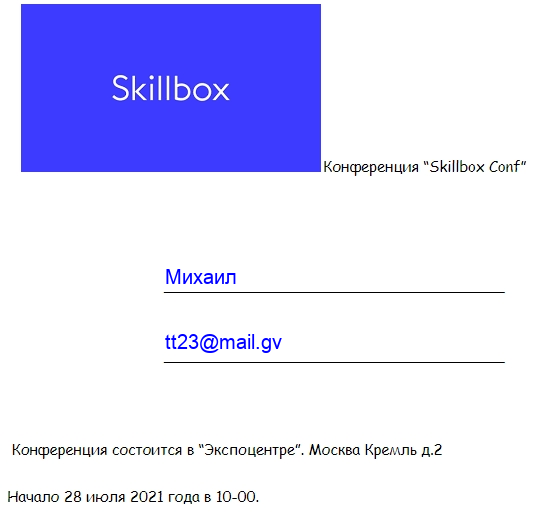 Skillbox
Конференция “Skillbox Conf”
Михаил
tt23@mail.gv
Конференция состоится в “Экспоцентре”. Москва Кремль д.2
Начало 28 июля 2021 года в 10-00.